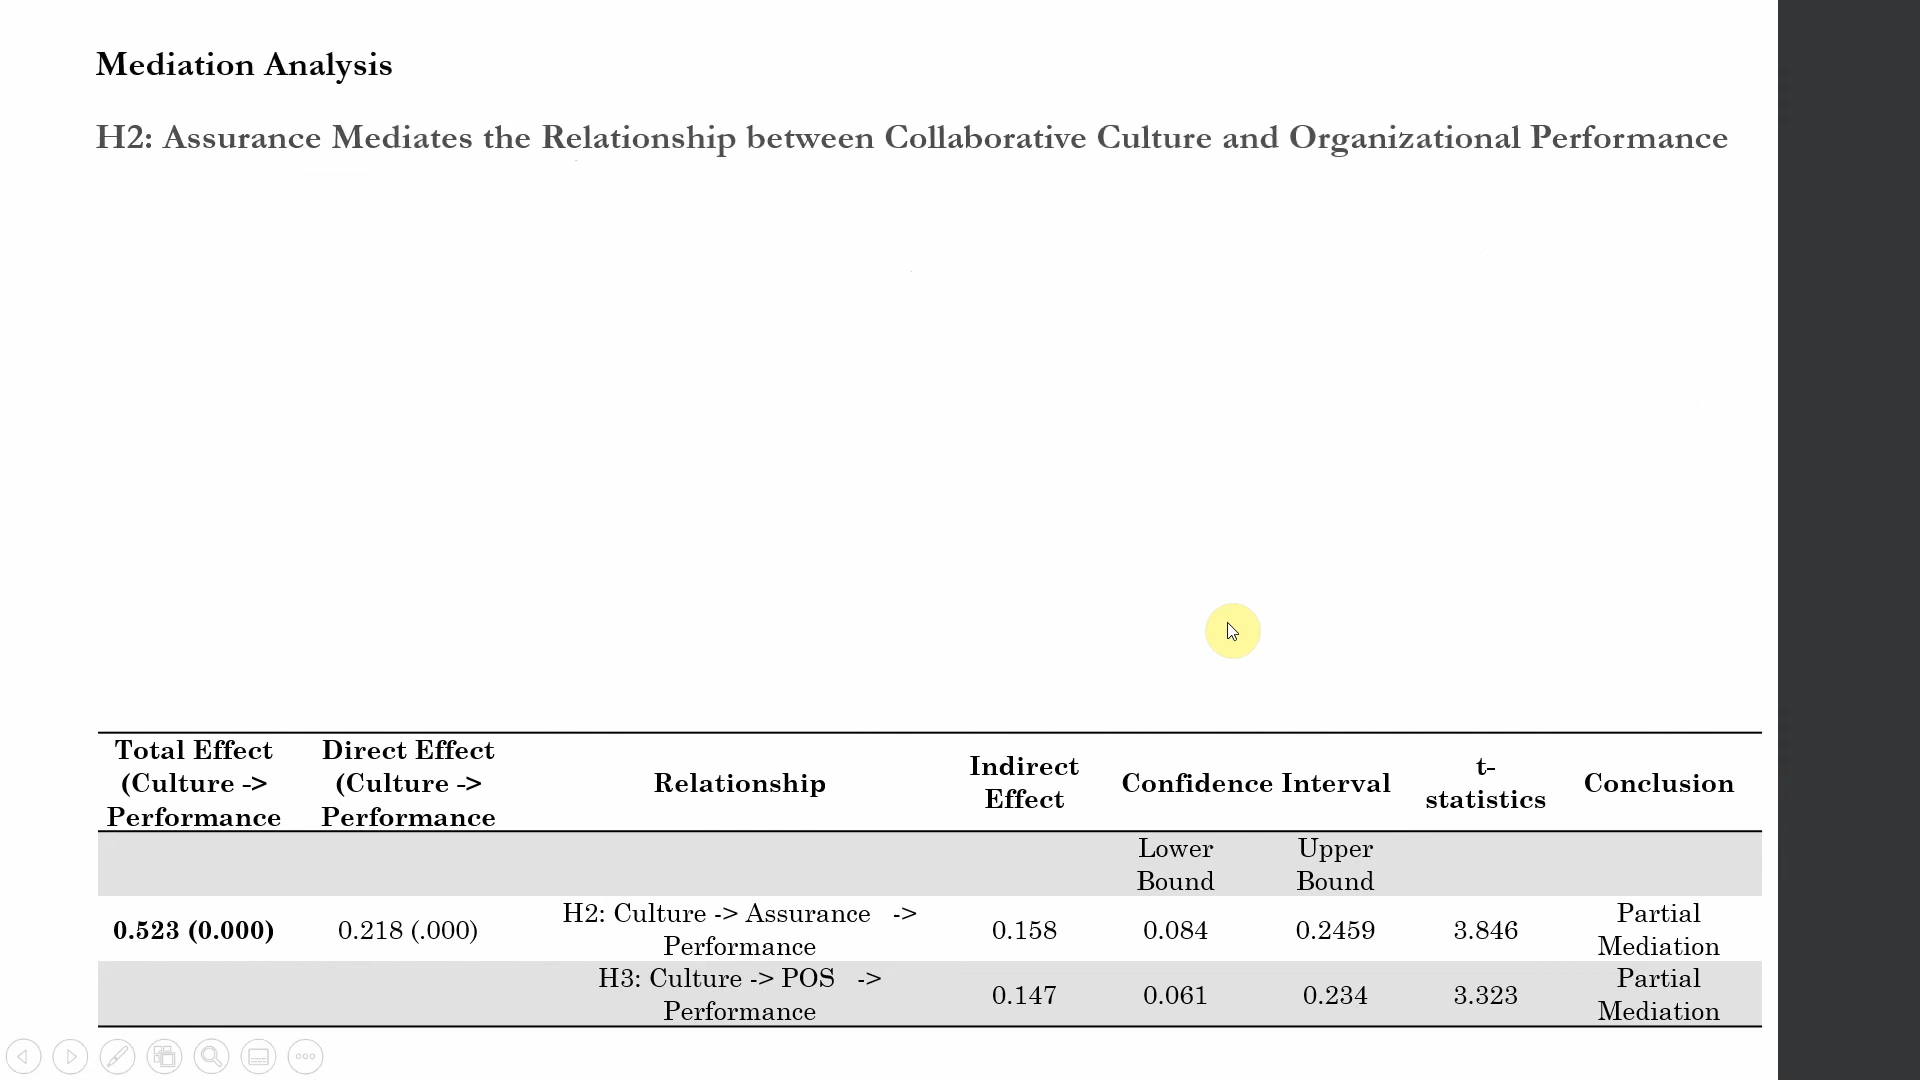 Mediation Analysis
H2: Assurance Mediates the Relationship between Collaborative Culture and Organizational Performance
Total Effect
(Culture ->
Performance
Direct Effect
(Culture ->
Performance
Relationship
Indirect
Effect
Confidence Interval
t-
statistics
Conclusion
Lower
Bound
Upper
Bound
0.523 (0.000)
0.218 (.000)
H2: Culture -> Assurance ->
Performance
0.158
0.084
0.2459
3.846
Partial
Mediation
H3: Culture -> POS ->
Performance
0.147
0.061
0.234
3.323
Partial
Mediation